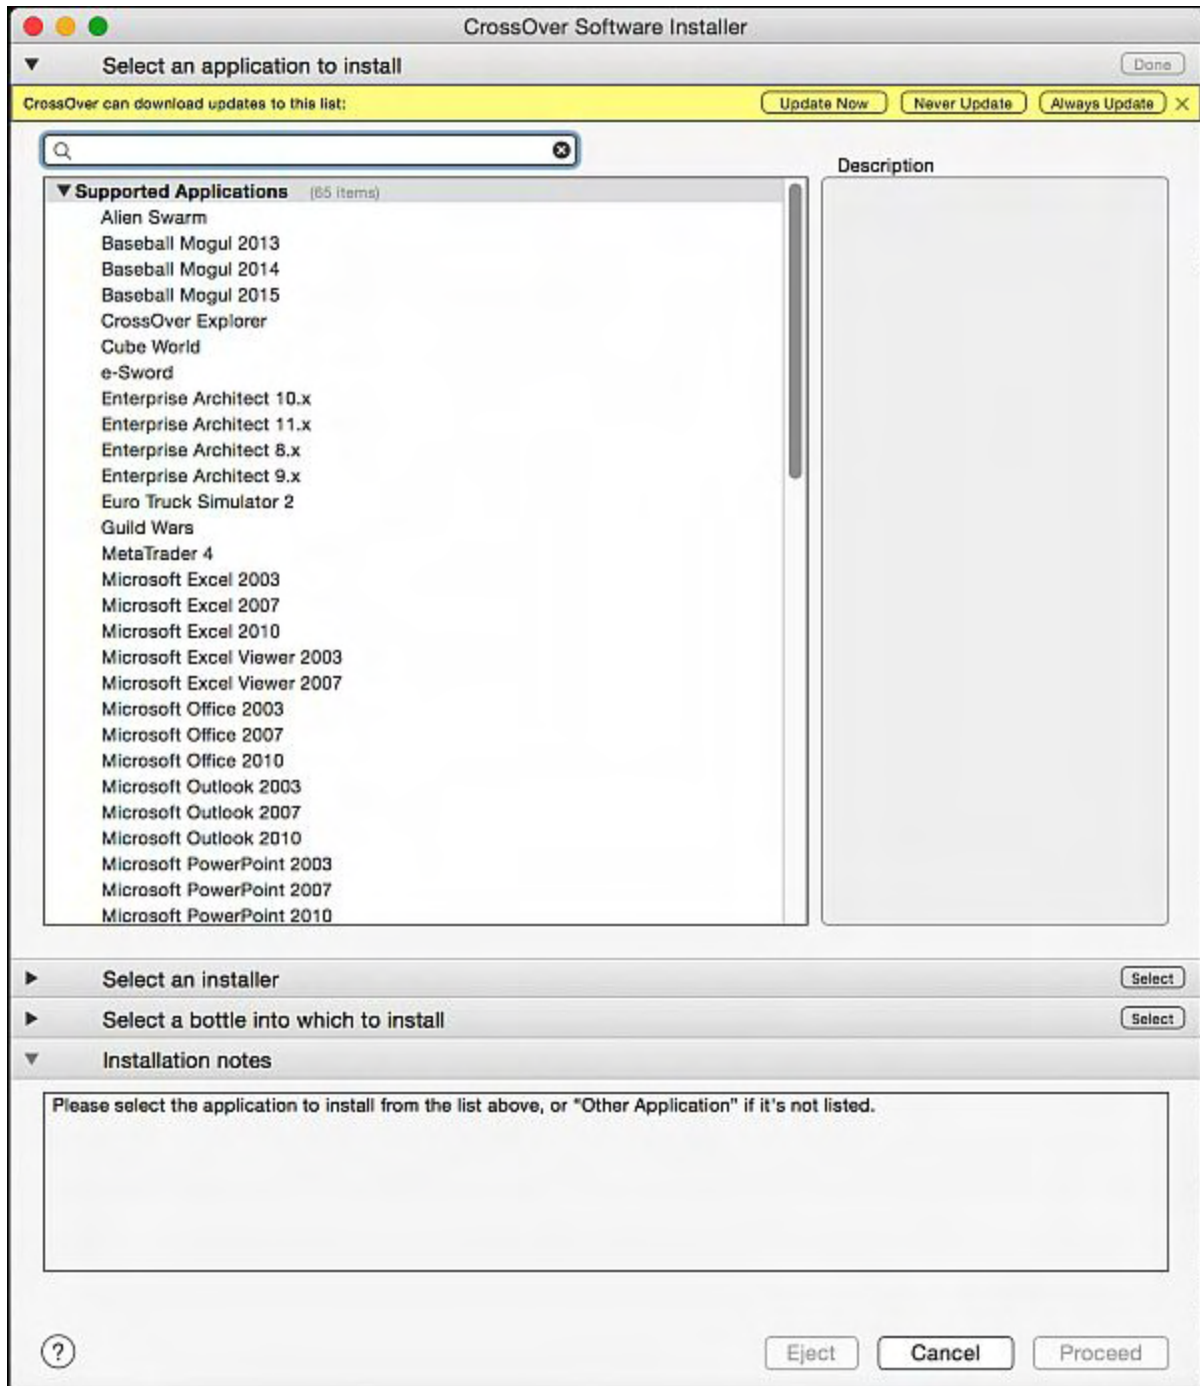 CrossOver Software Installer
Select an application to install
Done
CrossOver can download updates to this list:
Update Now
Never Update
Always Update
Description
Supported Applications (65 items)
Alien Swarm
Baseball Mogul 2013
Baseball Mogul 2014
Baseball Mogul 2015
CrossOver Explorer
Cube World
e-Sword
Enterprise Architect 10.x
Enterprise Architect 11.x
Enterprise Architect 8.x
Enterprise Architect 9.x
Euro Truck Simulator 2
Guild Wars
MetaTrader 4
Microsoft Excel 2003
Microsoft Excel 2007
Microsoft Excel 2010
Microsoft Excel Viewer 2003
Microsoft Excel Viewer 2007
Microsoft Office 2003
Microsoft Office 2007
Microsoft Office 2010
Microsoft Outlook 2003
Microsoft Outlook 2007
Microsoft Outlook 2010
Microsoft PowerPoint 2003
Microsoft PowerPoint 2007
Microsoft PowerPoint 2010
Select an installer
Select
Select a bottle into which to install
Select
Installation notes
Please select the application to install from the list above, or "Other Application" if it's not listed.
?
Eject
Cancel
Proceed